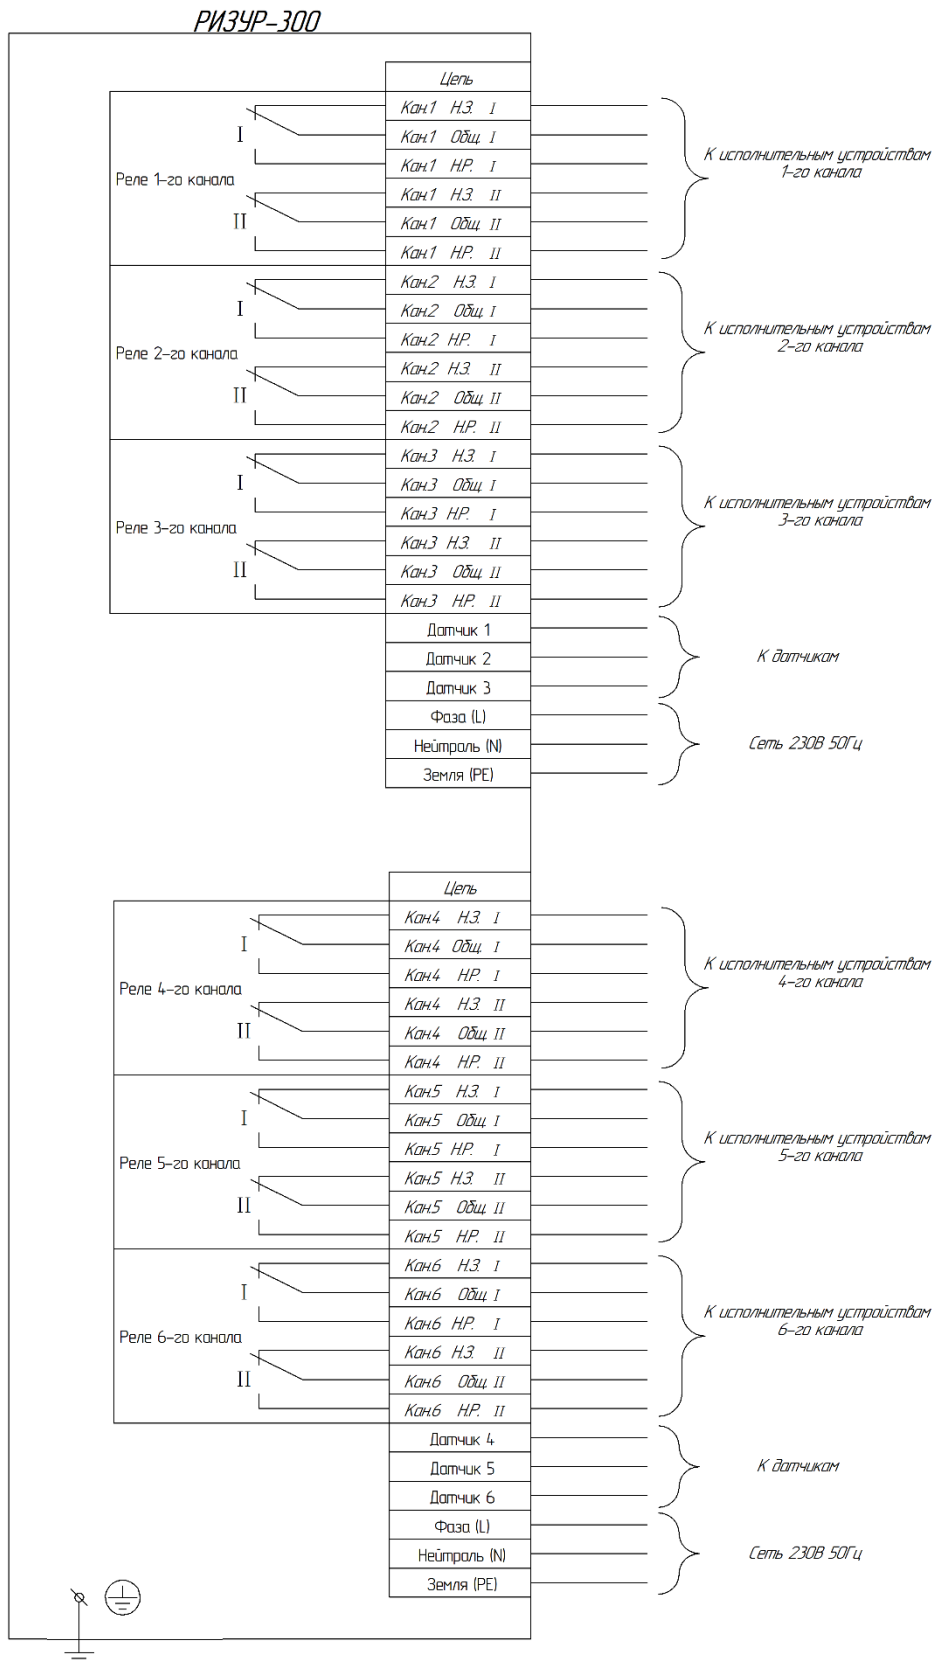 РИЗУР-300
Цепь
Кан.1 Н.З. I
Кан.1 Общ. I
Кан.1 Н.Р. I
Кан.1 Н.З. II
Кан.1 Общ. II
Кан.1 Н.Р. II
I
Реле 1-го канала
II
К исполнительным устройствам
1-го канала
Кан.2 Н.З. I
Кан.2 Общ. I
Кан.2 Н.Р. I
Кан.2 Н.З. II
Кан.2 Общ. II
Кан.2 Н.Р. II
I
Реле 2-го канала
II
К исполнительным устройствам
2-го канала
Кан.3 Н.З. I
Кан.3 Общ. I
Кан.3 Н.Р. I
Кан.3 Н.З. II
Кан.3 Общ. II
Кан.3 Н.Р. II
I
Реле 3-го канала
II
К исполнительным устройствам
3-го канала
Датчик 1
Датчик 2
Датчик 3
К датчикам
Фаза (L)
Нейтраль (N)
Земля (PE)
Сеть 230В 50Гц
Цепь
Кан.4 Н.З. I
Кан.4 Общ. I
Кан.4 Н.Р. I
Кан.4 Н.З. II
Кан.4 Общ. II
Кан.4 Н.Р. II
I
Реле 4-го канала
II
К исполнительным устройствам
4-го канала
Кан.5 Н.З. I
Кан.5 Общ. I
Кан.5 Н.Р. I
Кан.5 Н.З. II
Кан.5 Общ. II
Кан.5 Н.Р. II
I
Реле 5-го канала
II
К исполнительным устройствам
5-го канала
Кан.6 Н.З. I
Кан.6 Общ. I
Кан.6 Н.Р. I
Кан.6 Н.З. II
Кан.6 Общ. II
Кан.6 Н.Р. II
I
Реле 6-го канала
II
К исполнительным устройствам
6-го канала
Датчик 4
Датчик 5
Датчик 6
К датчикам
Фаза (L)
Нейтраль (N)
Земля (PE)
Сеть 230В 50Гц